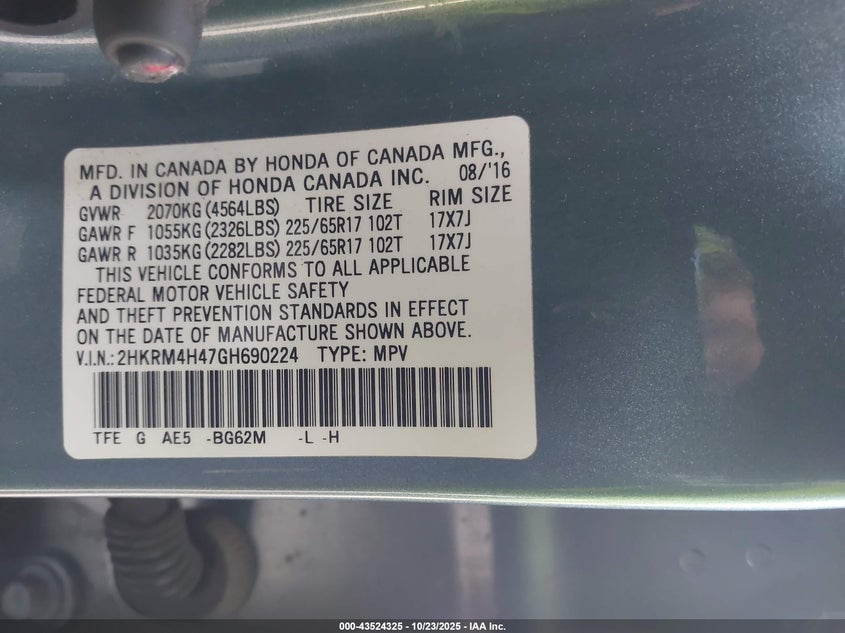 MFD. IN CANADA BY HONDA OF CANADA MFG.,
A DIVISION OF HONDA CANADA INC. 08/'16
GVWR 2070KG (4564LBS) TIRE SIZE RIM SIZE
GAWR F 1055KG (2326LBS) 225/65R17 102T 17X7J
GAWR R 1035KG (2282LBS) 225/65R17 102T 17X7J
THIS VEHICLE CONFORMS TO ALL APPLICABLE
FEDERAL MOTOR VEHICLE SAFETY
AND THEFT PREVENTION STANDARDS IN EFFECT
ON THE DATE OF MANUFACTURE SHOWN ABOVE.
V.I.N.: 2HKRM4H47GH690224 TYPE: MPV
TFE G AE5 -BG62M -L -H
000-43524325 | 10/23/2025 | IAA Inc.